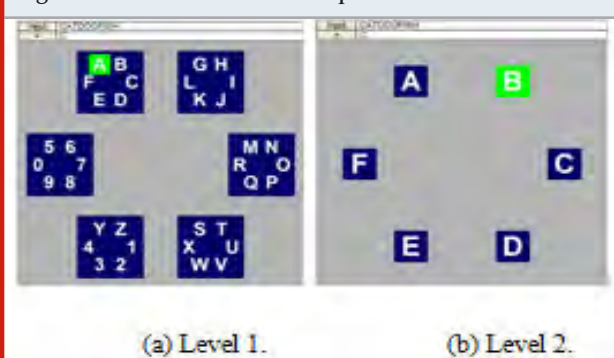 A B G H
F C L I
E D K J
5 6 M N
0 7 R O
9 8 Q P
Y Z S T
4 1 X U
3 2 W V
A B
F C
E D
(a) Level 1.
(b) Level 2.